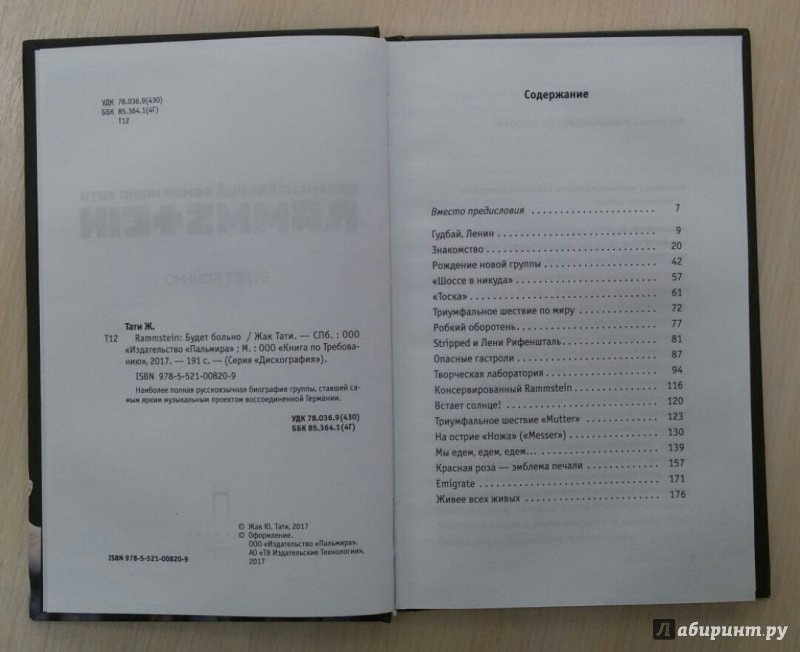 УДК 78.036.9(430)
ББК 85.364.1(4Г)
Т12
Тати Ж.
Т12 Rammstein: Будет больно / Жак Тати. — СПб. : ООО
«Издательство «Пальмира» ; М. : ООО «Книга по Требова-
нию», 2017. — 191 с. — (Серия «Дискография»).
ISBN 978-5-521-00820-9
Наиболее полная русскоязычная биография группы, ставшей са-
мым ярким музыкальным проектом воссоединенной Германии.
УДК 78.036.9(430)
ББК 85.364.1(4Г)
© Жак Ю. Тати, 2017
© Оформление.
ООО «Издательство «Пальмира»,
АО «Т8 Издательские Технологии»,
2017
ISBN 978-5-521-00820-9
Содержание
Вместо предисловия . . . . . . . . . . . . . . . . . . 7
Гудбай, Ленин . . . . . . . . . . . . . . . . . . 9
Знакомство . . . . . . . . . . . . . . . . . . 20
Рождение новой группы . . . . . . . . . . . . . . . . . . 42
«Шоссе в никуда» . . . . . . . . . . . . . . . . . . 57
«Тоска» . . . . . . . . . . . . . . . . . . 61
Триумфальное шествие по миру . . . . . . . . . . . . 72
Робкий оборотень . . . . . . . . . . . . . . . . . . 77
Stripped и Лени Рифеншталь . . . . . . . . . . . . . . 81
Опасные гастроли . . . . . . . . . . . . . . . . . . 87
Творческая лаборатория . . . . . . . . . . . . . . . . 94
Консервированный Rammstein . . . . . . . . . . . . 116
Встает солнце! . . . . . . . . . . . . . . . . . . 120
Триумфальное шествие «Mutter» . . . . . . . . . . . 123
На острие «Ножа» («Messer») . . . . . . . . . . . . 130
Мы едем, едем, едем... . . . . . . . . . . . . . . . . 139
Красная роза — эмблема печали . . . . . . . . . . . 157
Emigrate . . . . . . . . . . . . . . . . . . 171
Живее всех живых . . . . . . . . . . . . . . . . . . 176
Лабиринт.ру